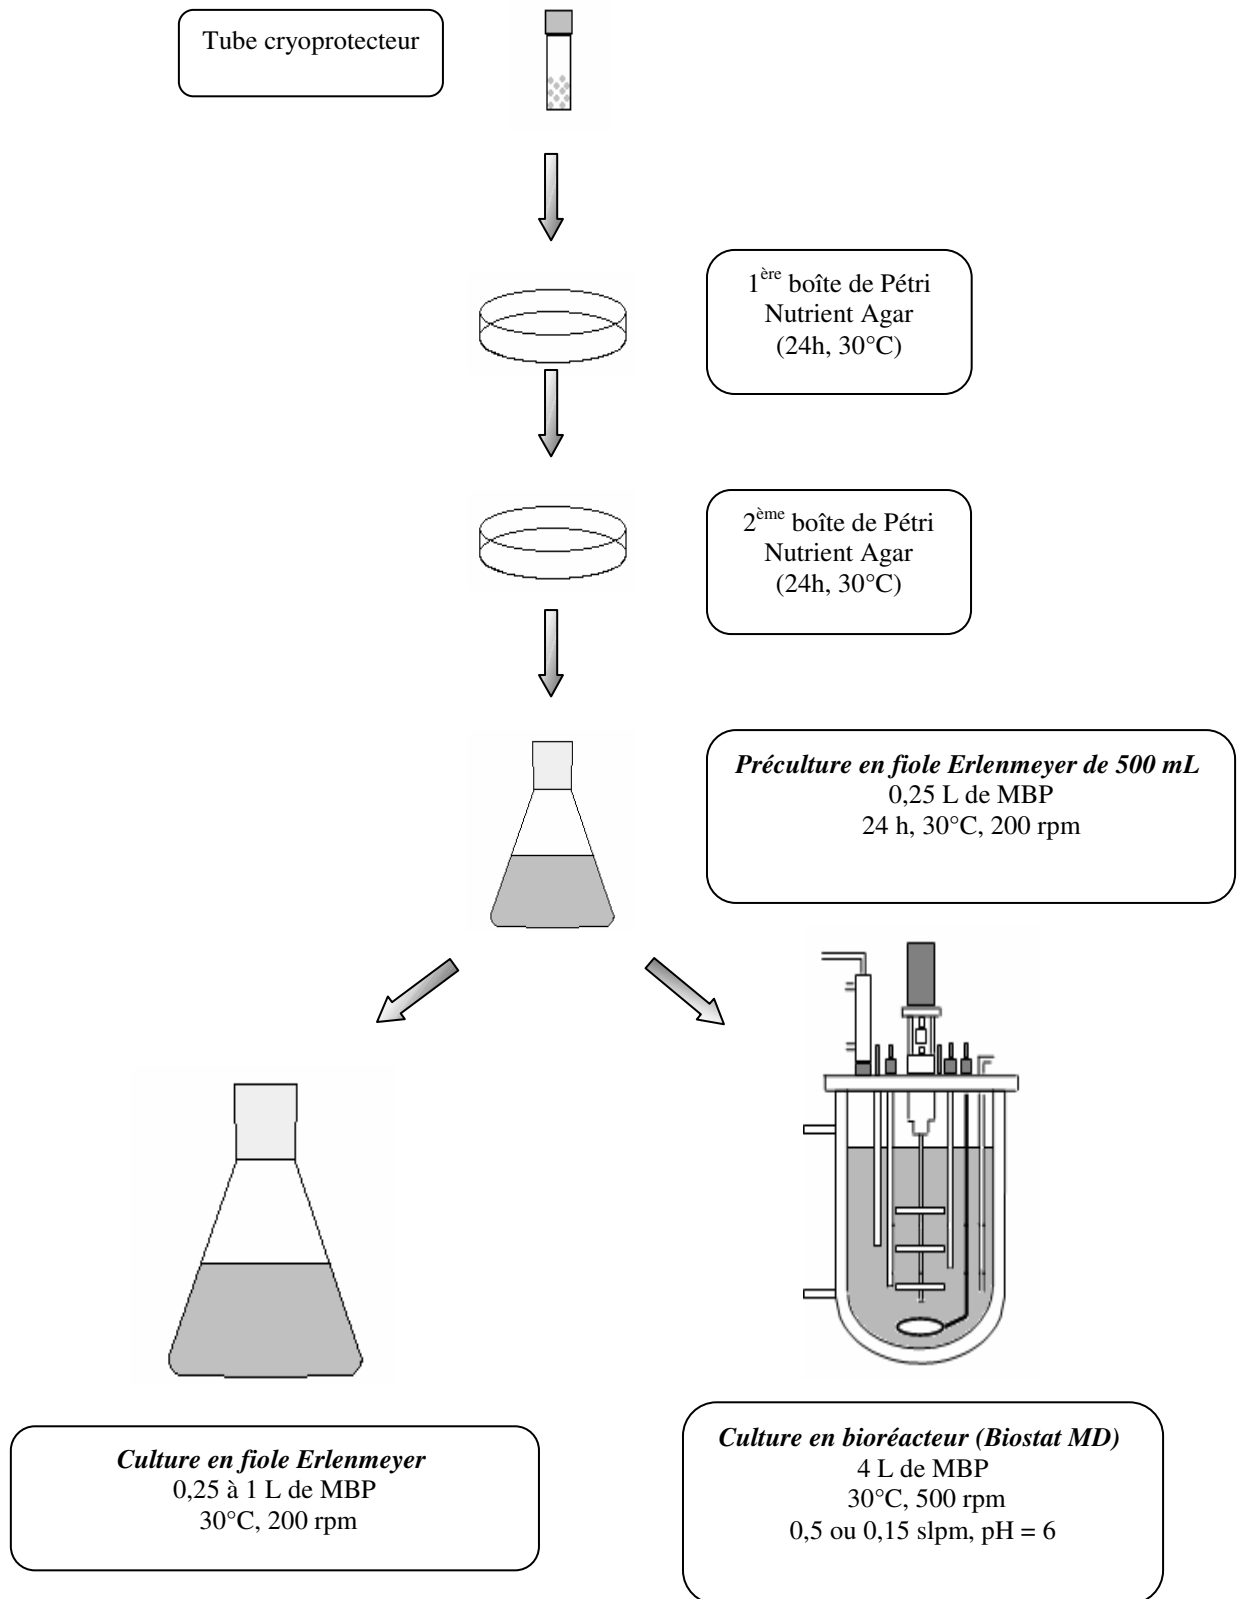 Tube cryoprotecteur
1ère boîte de Pétri
Nutrient Agar
(24h, 30°C)
2ème boîte de Pétri
Nutrient Agar
(24h, 30°C)
Préculture en fiole Erlenmeyer de 500 mL
0,25 L de MBP
24 h, 30°C, 200 rpm
Culture en fiole Erlenmeyer
0,25 à 1 L de MBP
30°C, 200 rpm
Culture en bioréacteur (Biostat MD)
4 L de MBP
30°C, 500 rpm
0,5 ou 0,15 slpm, pH = 6